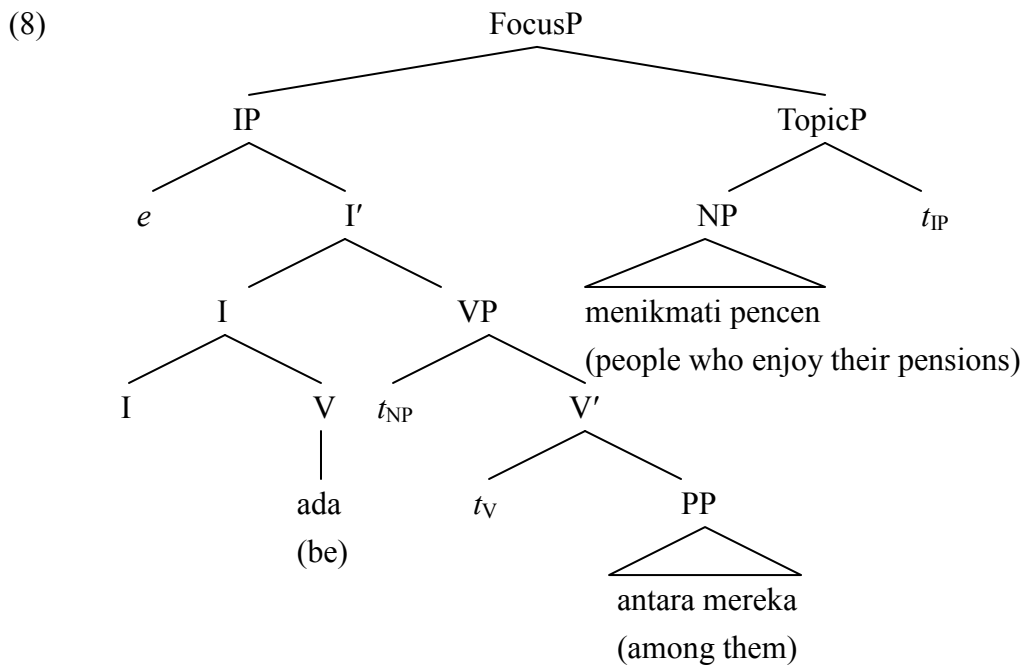 (8) FocusP
IP TopicP
e I′ NP t_IP
I VP menikmati pencen
(people who enjoy their pensions)
I V t_NP V′
ada t_V PP
(be)
antara mereka
(among them)